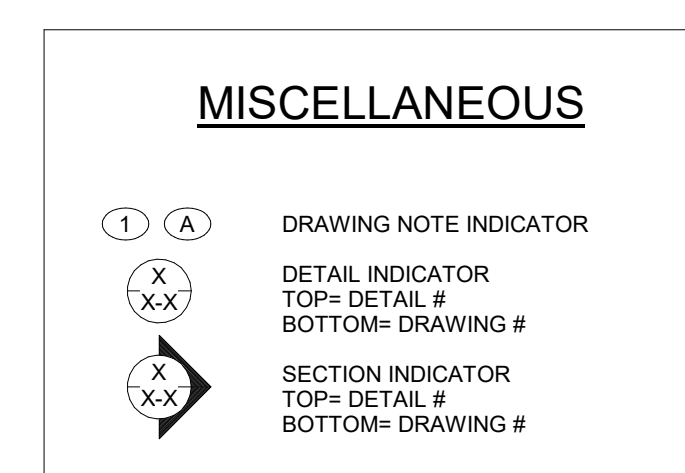 MISCELLANEOUS
1 A DRAWING NOTE INDICATOR
X
X-X
DETAIL INDICATOR
TOP= DETAIL #
BOTTOM= DRAWING #
X
X-X
SECTION INDICATOR
TOP= DETAIL #
BOTTOM= DRAWING #